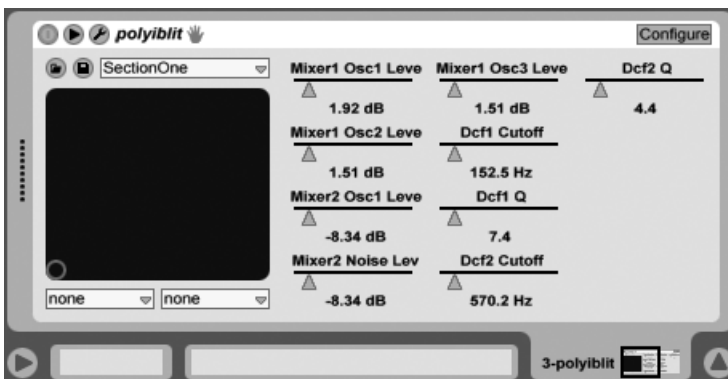 polyiblit
Configure
SectionOne
none
none
Mixer1 Osc1 Leve
1.92 dB
Mixer1 Osc2 Leve
1.51 dB
Mixer2 Osc1 Leve
-8.34 dB
Mixer2 Noise Lev
-8.34 dB
Mixer1 Osc3 Leve
1.51 dB
Dcf1 Cutoff
152.5 Hz
Dcf1 Q
7.4
Dcf2 Cutoff
570.2 Hz
Dcf2 Q
4.4
3-polyiblit